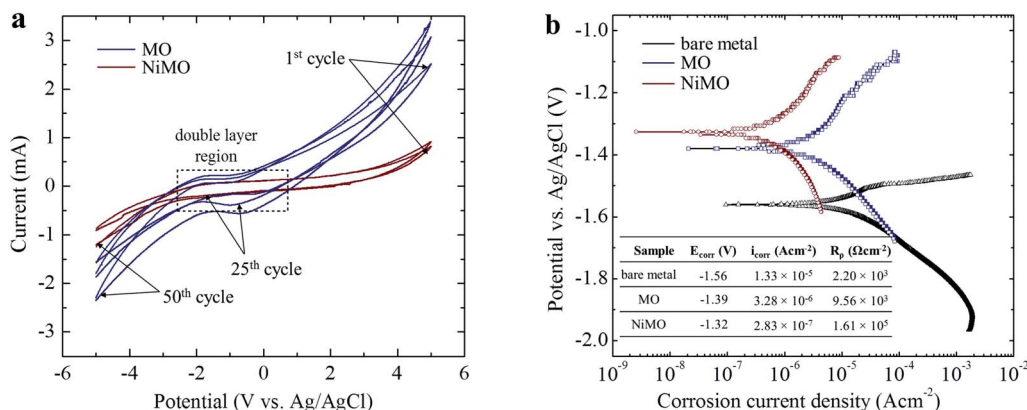 a
MO
NiMO
1st cycle
double layer
region
25th cycle
50th cycle
3
2
1
0
-1
-2
-3
-6
-4
-2
0
2
4
6
Current (mA)
Potential (V vs. Ag/AgCl)
b
bare metal
MO
NiMO
-1.0
-1.2
-1.4
-1.6
-1.8
-2.0
Potential vs. Ag/AgCl (V)
Sample Ecorr (V) icorr (Acm-2) Rp (Ωcm-2)
bare metal -1.56 1.33 × 10-5 2.20 × 103
MO -1.39 3.28 × 10-6 9.56 × 103
NiMO -1.32 2.83 × 10-7 1.61 × 105
10-9 10-8 10-7 10-6 10-5 10-4 10-3 10-2
Corrosion current density (Acm-2)